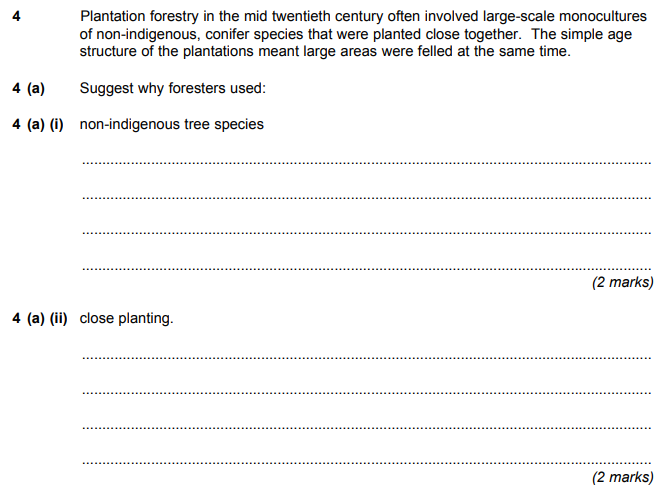 4 Plantation forestry in the mid twentieth century often involved large-scale monocultures
of non-indigenous, conifer species that were planted close together. The simple age
structure of the plantations meant large areas were felled at the same time.
4 (a) Suggest why foresters used:
4 (a) (i) non-indigenous tree species
(2 marks)
4 (a) (ii) close planting.
(2 marks)